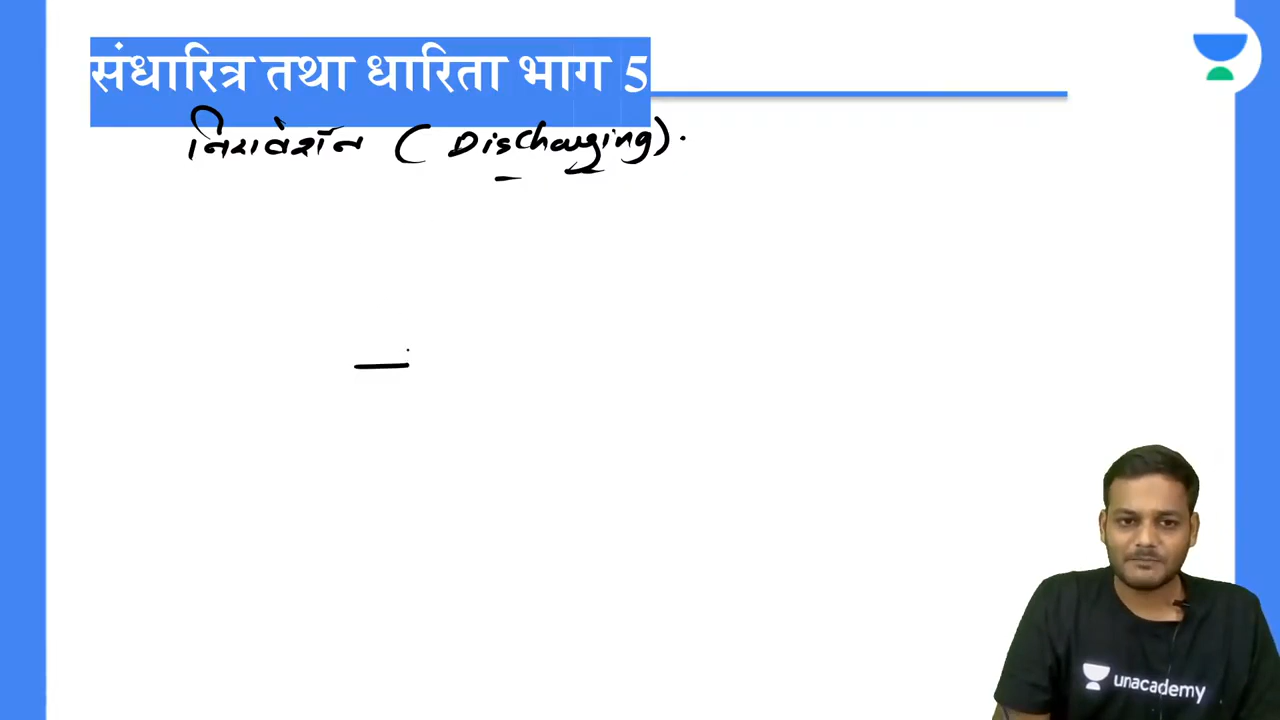 संधारित्र तथा धारिता भाग 5
निरावेशन (Discharging).
unacademy